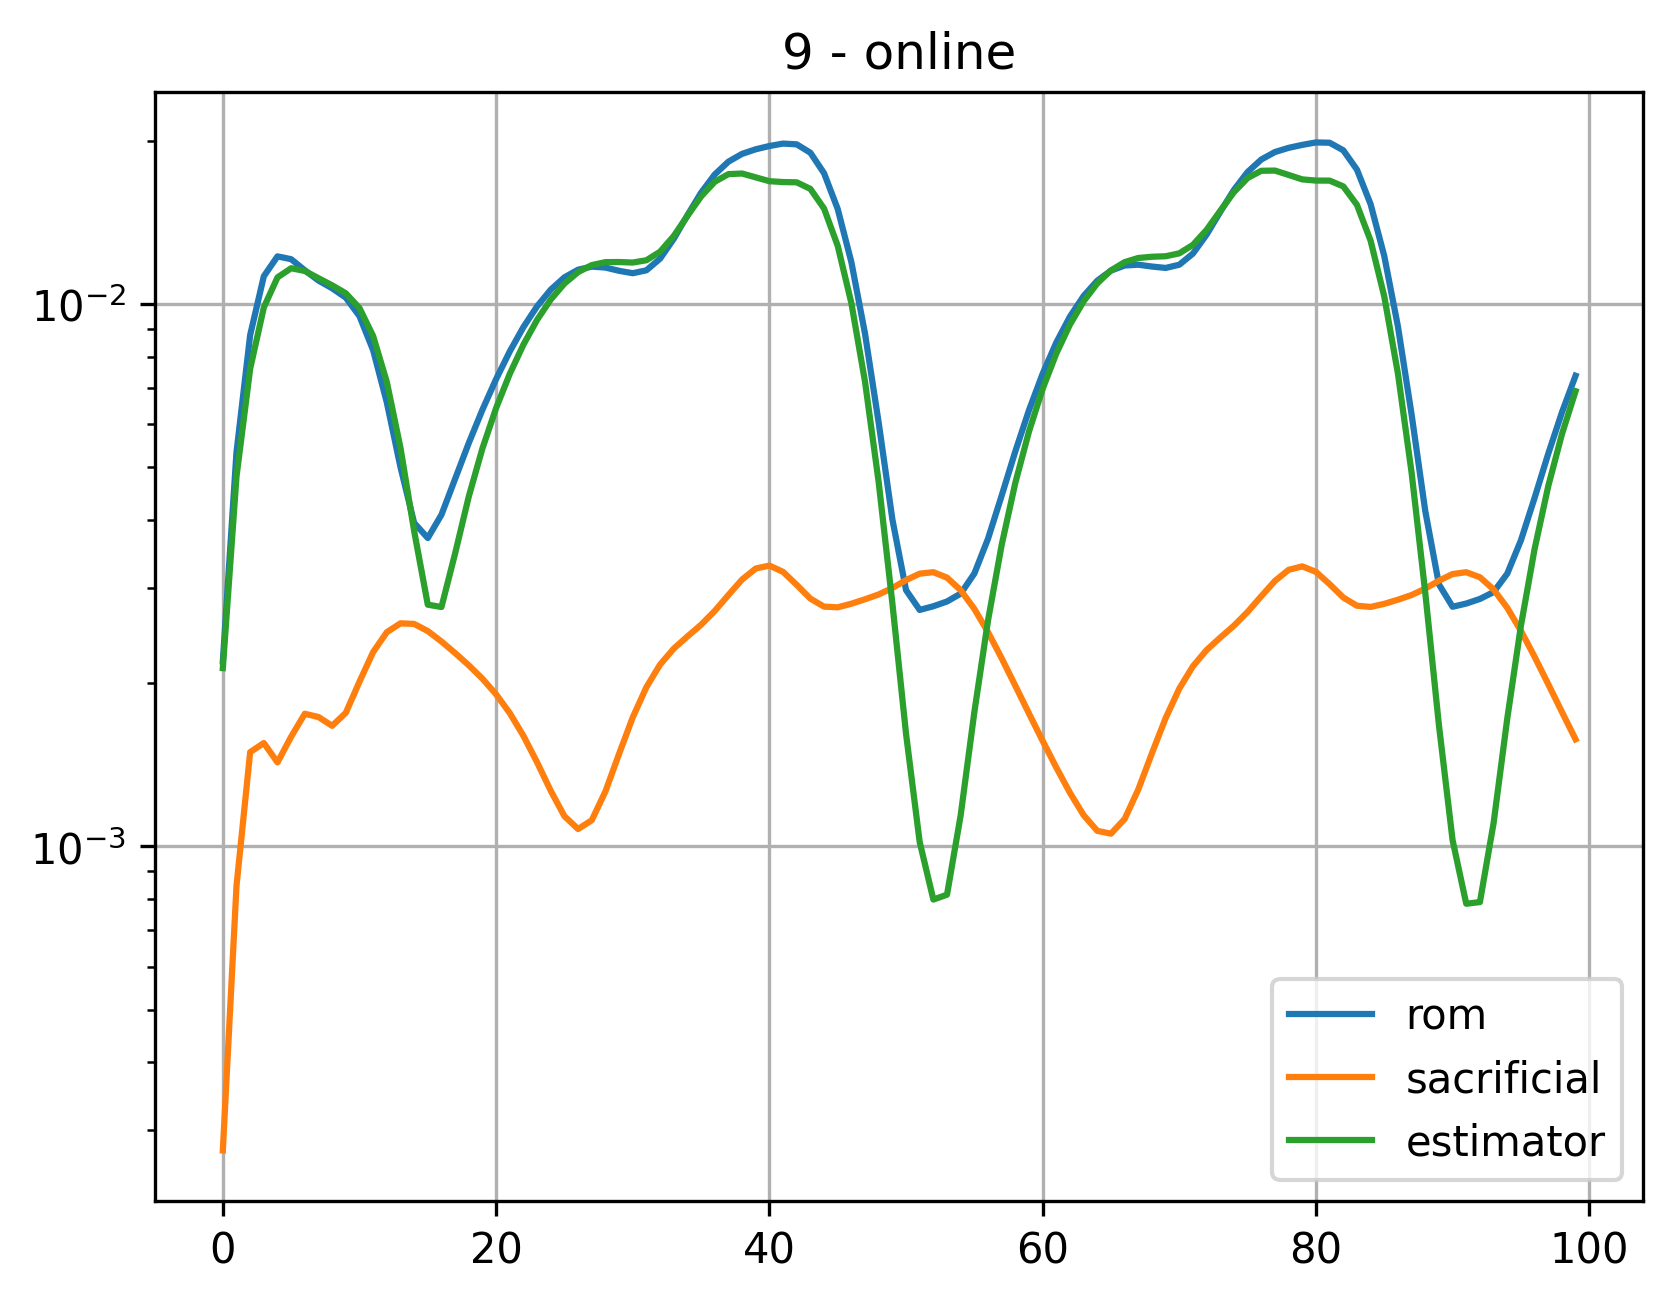 9 - online
10⁻²
10⁻³
0 20 40 60 80 100
rom
sacrificial
estimator